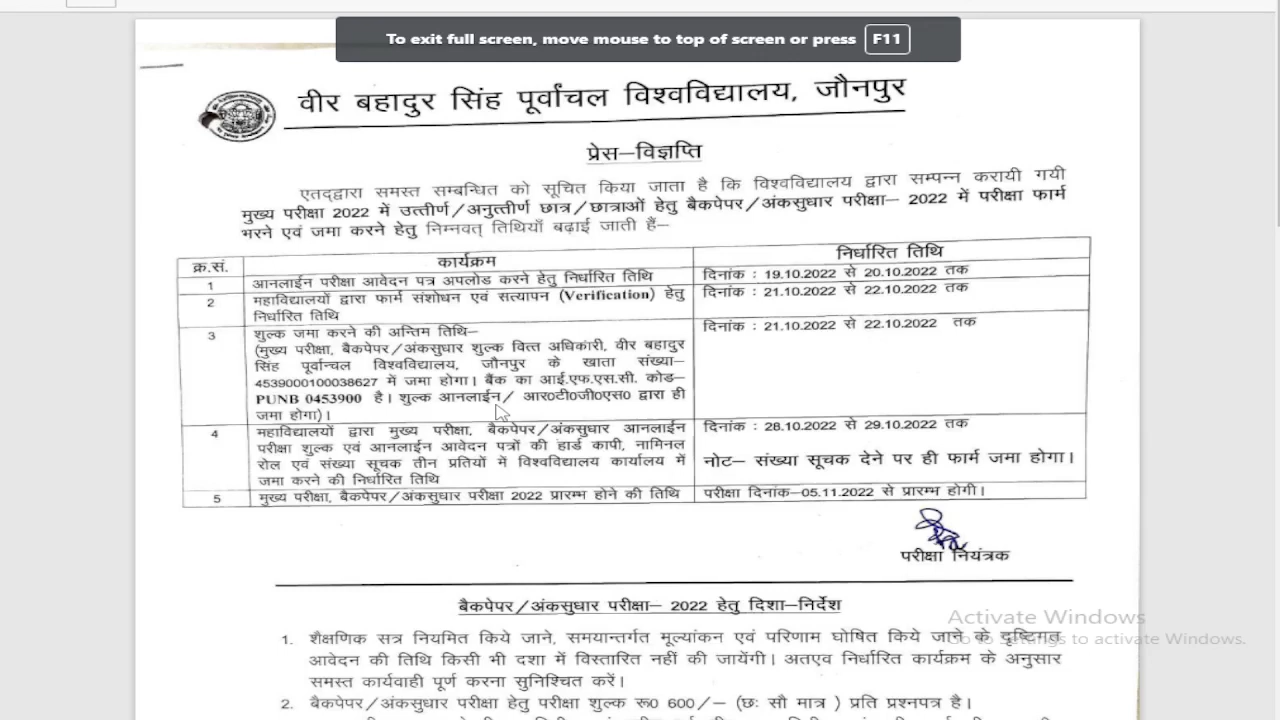 To exit full screen, move mouse to top of screen or press F11
वीर बहादुर सिंह पूर्वांचल विश्वविद्यालय, जौनपुर
प्रेस–विज्ञप्ति
एतद्द्वारा समस्त सम्बन्धित को सूचित किया जाता है कि विश्वविद्यालय द्वारा सम्पन्न करायी गयी
मुख्य परीक्षा 2022 में उत्तीर्ण/अनुत्तीर्ण छात्र/छात्राओं हेतु बैकपेपर/अंकसुधार परीक्षा– 2022 में परीक्षा फार्म
भरने एवं जमा करने हेतु निम्नवत् तिथियाँ बढ़ाई जाती हैं–
क्र.सं. कार्यक्रम निर्धारित तिथि
1 आनलाईन परीक्षा आवेदन पत्र अपलोड करने हेतु निर्धारित तिथि दिनांक : 19.10.2022 से 20.10.2022 तक
2 महाविद्यालयों द्वारा फार्म संशोधन एवं सत्यापन (Verification) हेतु दिनांक : 21.10.2022 से 22.10.2022 तक
निर्धारित तिथि
3 शुल्क जमा करने की अन्तिम तिथि– दिनांक : 21.10.2022 से 22.10.2022 तक
(मुख्य परीक्षा, बैकपेपर/अंकसुधार शुल्क वित्त अधिकारी, वीर बहादुर
सिंह पूर्वान्चल विश्वविद्यालय, जौनपुर के खाता संख्या–
4539000100038627 में जमा होगा। बैंक का आई.एफ.एस.सी. कोड–
PUNB 0453900 है। शुल्क आनलाईन/ आर0टी0जी0एस0 द्वारा ही
जमा होगा)।
4 महाविद्यालयों द्वारा मुख्य परीक्षा, बैकपेपर/अंकसुधार आनलाईन दिनांक : 28.10.2022 से 29.10.2022 तक
परीक्षा शुल्क एवं आनलाईन आवेदन पत्रों की हार्ड कापी, नामिनल
रोल एवं संख्या सूचक तीन प्रतियों में विश्वविद्यालय कार्यालय में नोट– संख्या सूचक देने पर ही फार्म जमा होगा।
जमा करने की निर्धारित तिथि
5 मुख्य परीक्षा, बैकपेपर/अंकसुधार परीक्षा 2022 प्रारम्भ होने की तिथि परीक्षा दिनांक–05.11.2022 से प्रारम्भ होगी।
परीक्षा नियंत्रक
बैकपेपर/अंकसुधार परीक्षा– 2022 हेतु दिशा–निर्देश
1. शैक्षणिक सत्र नियमित किये जाने, समयान्तर्गत मूल्यांकन एवं परिणाम घोषित किये जाने के दृष्टिगत
आवेदन की तिथि किसी भी दशा में विस्तारित नहीं की जायेंगी। अतएव निर्धारित कार्यक्रम के अनुसार
समस्त कार्यवाही पूर्ण करना सुनिश्चित करें।
2. बैकपेपर/अंकसुधार परीक्षा हेतु परीक्षा शुल्क रू0 600/– (छः सौ मात्र ) प्रति प्रश्नपत्र है।
Activate Windows
Go to Settings to activate Windows.